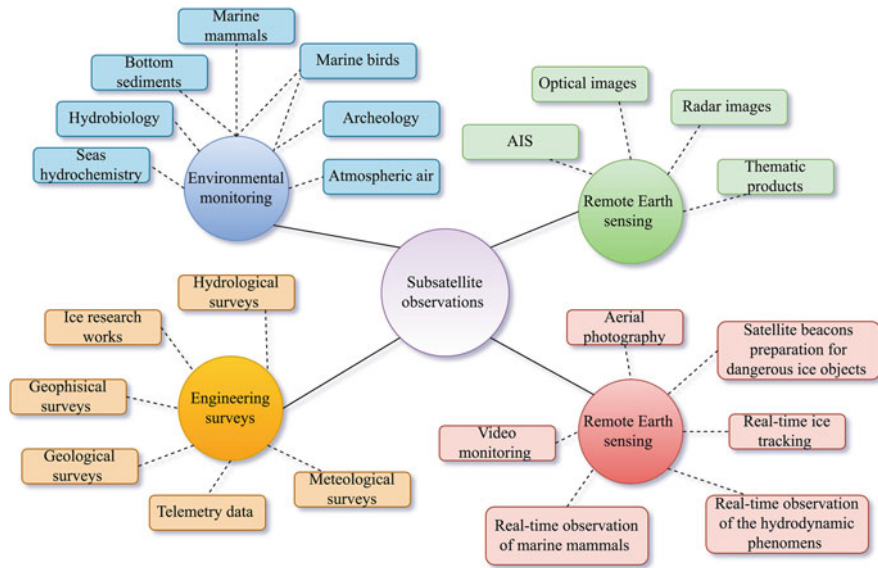 Marine
mammals
Bottom
sediments
Marine birds
Hydrobiology
Archeology
Seas
hydrochemistry
Atmospheric air
Environmental
monitoring
Optical images
Radar images
AIS
Thematic
products
Remote Earth
sensing
Subsatellite
observations
Hydrological
surveys
Ice research
works
Geophisical
surveys
Geological
surveys
Telemetry data
Meteological
surveys
Engineering
surveys
Aerial
photography
Satellite beacons
preparation for
dangerous ice objects
Video
monitoring
Real-time ice
tracking
Real-time observation
of marine mammals
Real-time observation
of the hydrodynamic
phenomens
Remote Earth
sensing